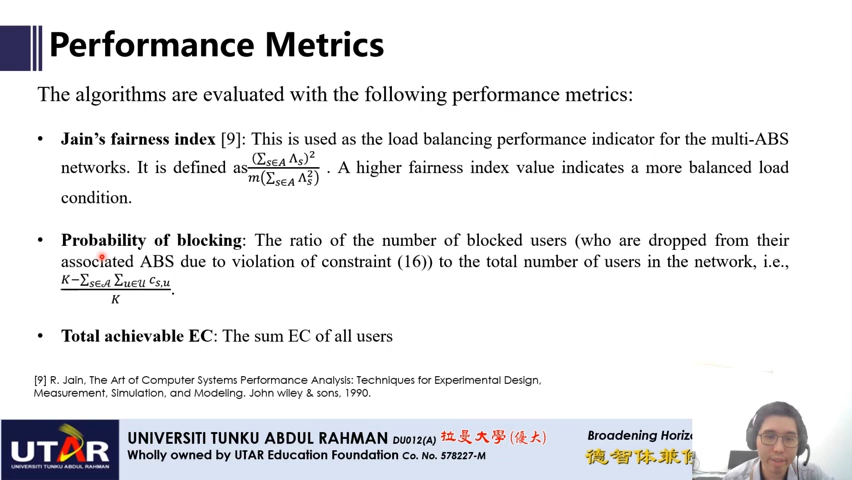 Performance Metrics
The algorithms are evaluated with the following performance metrics:
• Jain's fairness index [9]: This is used as the load balancing performance indicator for the multi-ABS
networks. It is defined as (∑s∈A Λs)² / m(∑s∈A Λs²) . A higher fairness index value indicates a more balanced load
condition.
• Probability of blocking: The ratio of the number of blocked users (who are dropped from their
associated ABS due to violation of constraint (16)) to the total number of users in the network, i.e.,
K−∑s∈𝒜 ∑u∈𝒰 cs,u / K .
• Total achievable EC: The sum EC of all users
[9] R. Jain, The Art of Computer Systems Performance Analysis: Techniques for Experimental Design,
Measurement, Simulation, and Modeling. John wiley & sons, 1990.
UTAR
UNIVERSITI TUNKU ABDUL RAHMAN
UNIVERSITI TUNKU ABDUL RAHMAN DU012(A) 拉曼大學(優大)
Wholly owned by UTAR Education Foundation Co. No. 578227-M
Broadening Horiz
德智体兼